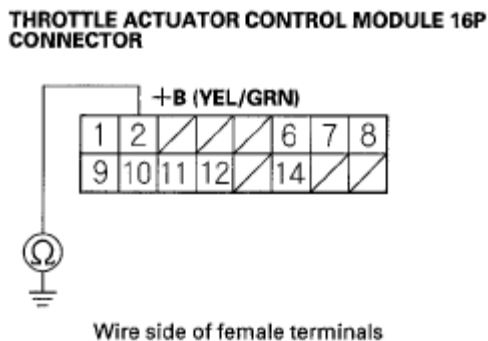 THROTTLE ACTUATOR CONTROL MODULE 16P
CONNECTOR
+B (YEL/GRN)
1 2 6 7 8
9 10 11 12 14
Ω
Wire side of female terminals